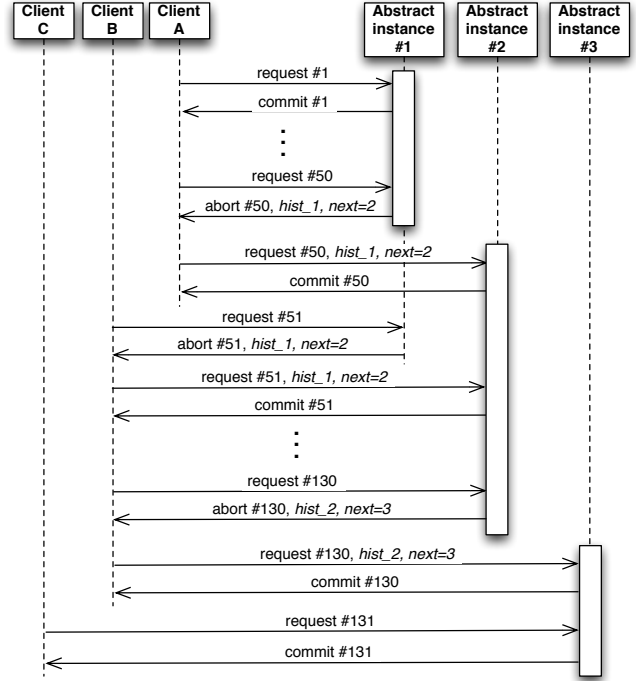 Client C
Client B
Client A
Abstract instance #1
Abstract instance #2
Abstract instance #3
request #1
commit #1
request #50
abort #50, hist_1, next=2
request #50, hist_1, next=2
commit #50
request #51
abort #51, hist_1, next=2
request #51, hist_1, next=2
commit #51
request #130
abort #130, hist_2, next=3
request #130, hist_2, next=3
commit #130
request #131
commit #131